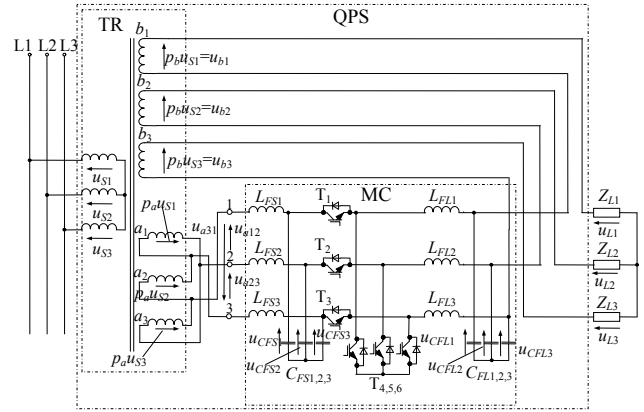 QPS
TR
L1 L2 L3
b1
pbuS1=ub1
b2
pbuS2=ub2
b3
pbuS3=ub3
uS1
uS2
uS3
pauS1
a1
ua31
a2
pauS2
a3
pauS3
1
ua12
2
ua23
3
MC
LFS1
T1
LFL1
LFS2
T2
LFL2
LFS3
T3
LFL3
uCFS1
uCFS2
uCFS3
CFS1,2,3
T4,5,6
uCFL1
uCFL2
uCFL3
CFL1,2,3
ZL1
uL1
ZL2
uL2
ZL3
uL3